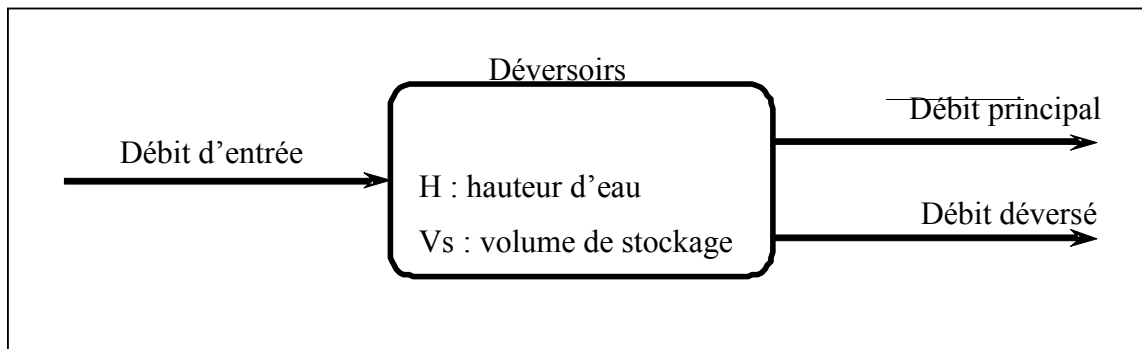 Déversoirs
Débit d’entrée
H : hauteur d’eau
Vs : volume de stockage
Débit principal
Débit déversé